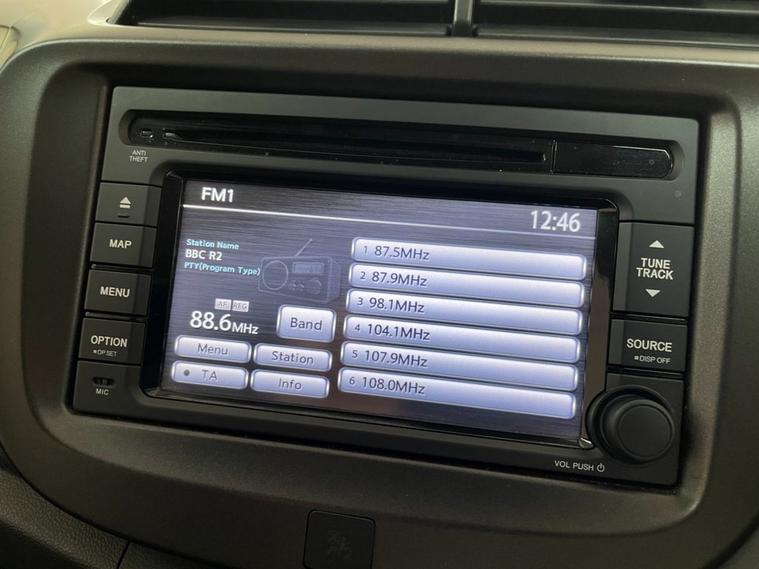 ANTI
THEFT
FM1
12:46
MAP
MENU
OPTION
DP SET
MIC
Station Name
BBC R2
PTY(Program Type)
AF REG
88.6MHz
Band
Menu
Station
TA
Info
1 87.5MHz
2 87.9MHz
3 98.1MHz
4 104.1MHz
5 107.9MHz
6 108.0MHz
TUNE
TRACK
SOURCE
DISP OFF
VOL PUSH